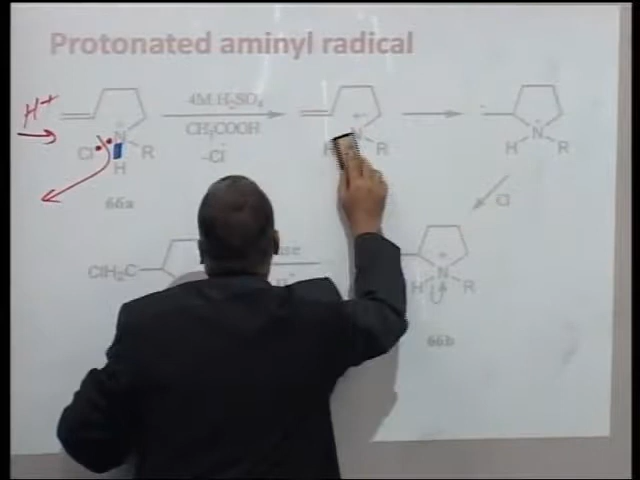 Protonated aminyl radical
H+
4M H₂SO₄
CH₃COOH
-Cl
Cl
N
R
H
66a
R
N
H
R
Cl
ClH₂C
N
H
R
66b